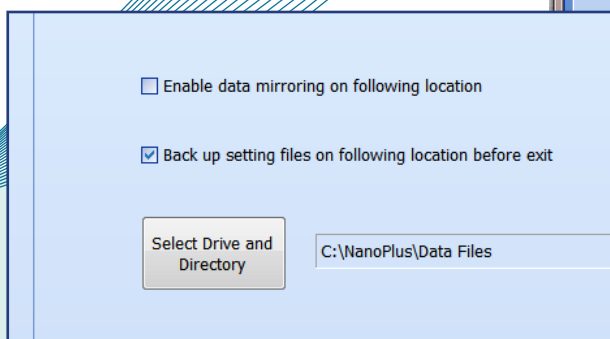 Enable data mirroring on following location
Back up setting files on following location before exit
Select Drive and
Directory
C:\NanoPlus\Data Files